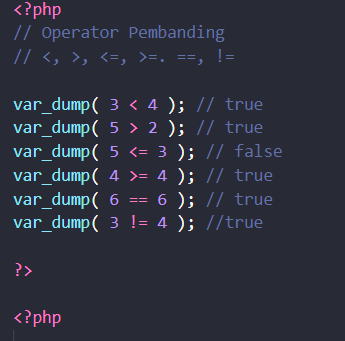 <?php
// Operator Pembanding
// <, >, <=, >=. ==, !=
var_dump( 3 < 4 ); // true
var_dump( 5 > 2 ); // true
var_dump( 5 <= 3 ); // false
var_dump( 4 >= 4 ); // true
var_dump( 6 == 6 ); // true
var_dump( 3 != 4 ); //true
?>
<?php